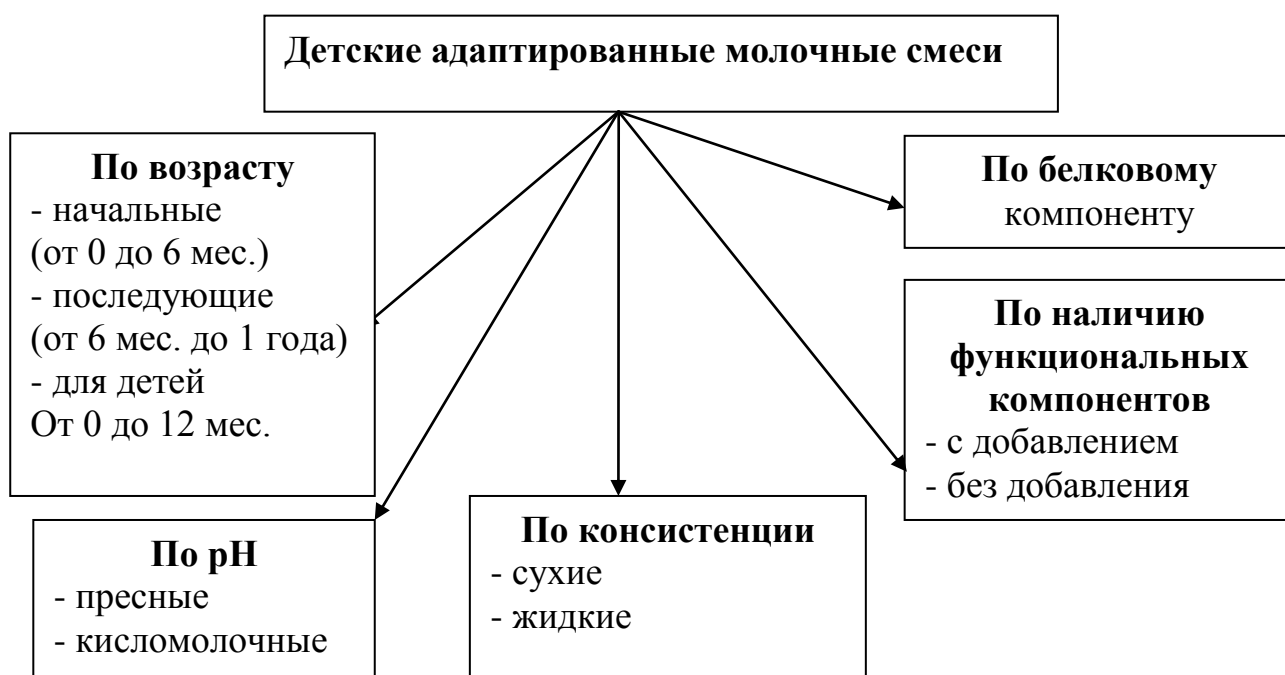 Детские адаптированные молочные смеси
По возрасту
- начальные
(от 0 до 6 мес.)
- последующие
(от 6 мес. до 1 года)
- для детей
От 0 до 12 мес.
По белковому
компоненту
По наличию
функциональных
компонентов
- с добавлением
- без добавления
По pH
- пресные
- кисломолочные
По консистенции
- сухие
- жидкие